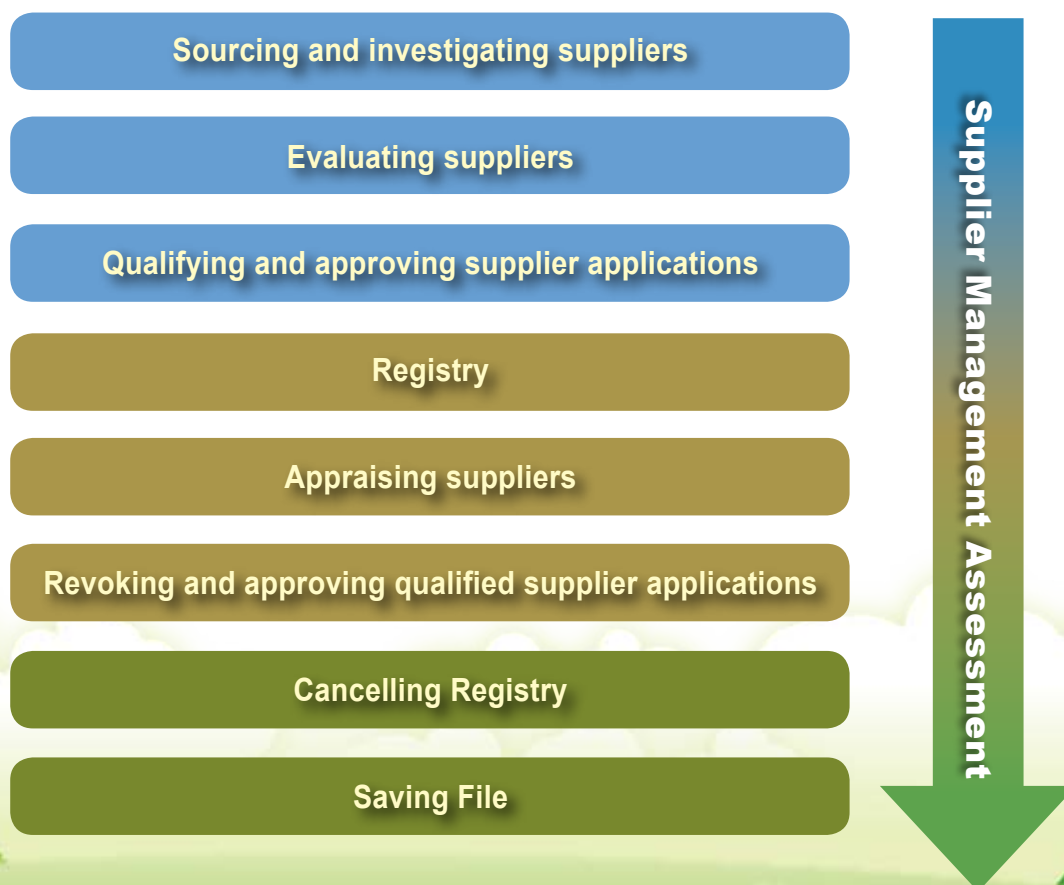 Sourcing and investigating suppliers
Evaluating suppliers
Qualifying and approving supplier applications
Registry
Appraising suppliers
Revoking and approving qualified supplier applications
Cancelling Registry
Saving File
Supplier Management Assessment